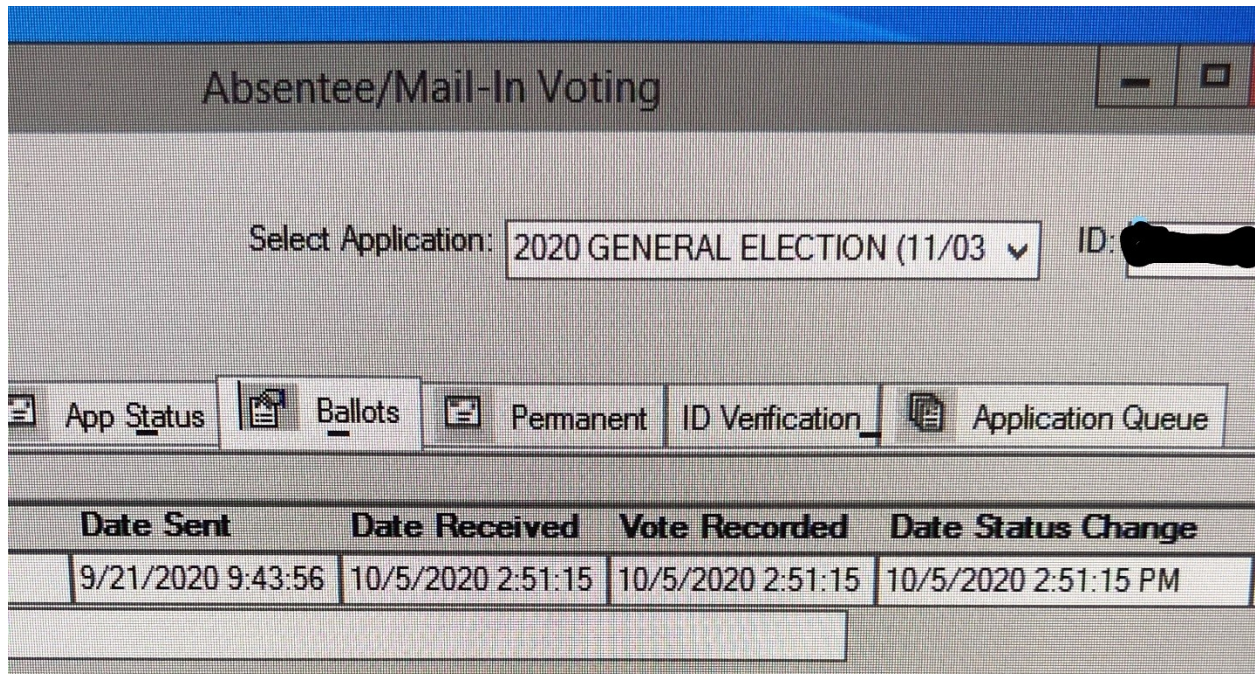 Absentee/Mail-In Voting
Select Application: 2020 GENERAL ELECTION (11/03 ID:
App Status Ballots Permanent ID Verification_ Application Queue
Date Sent Date Received Vote Recorded Date Status Change
9/21/2020 9:43:56 10/5/2020 2:51:15 10/5/2020 2:51:15 10/5/2020 2:51:15 PM